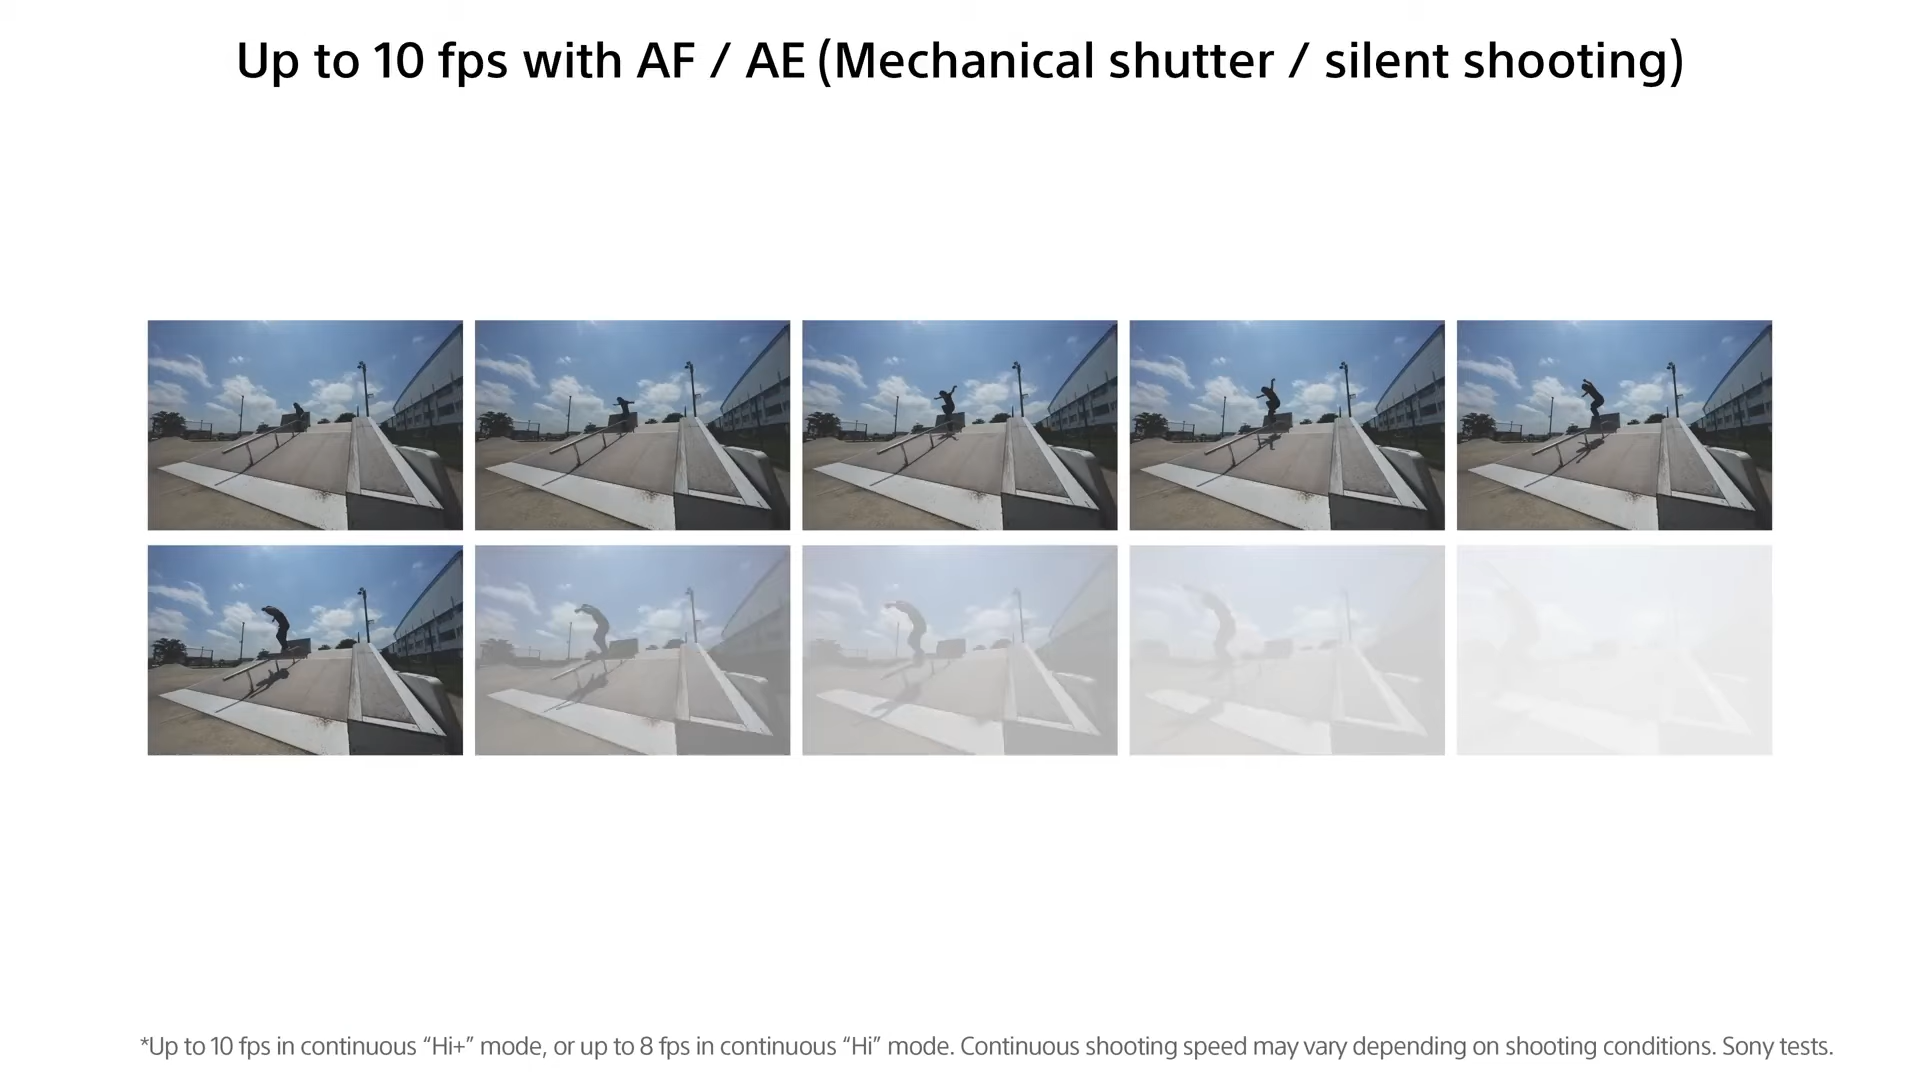 Up to 10 fps with AF / AE (Mechanical shutter / silent shooting)
*Up to 10 fps in continuous “Hi+” mode, or up to 8 fps in continuous “Hi” mode. Continuous shooting speed may vary depending on shooting conditions. Sony tests.